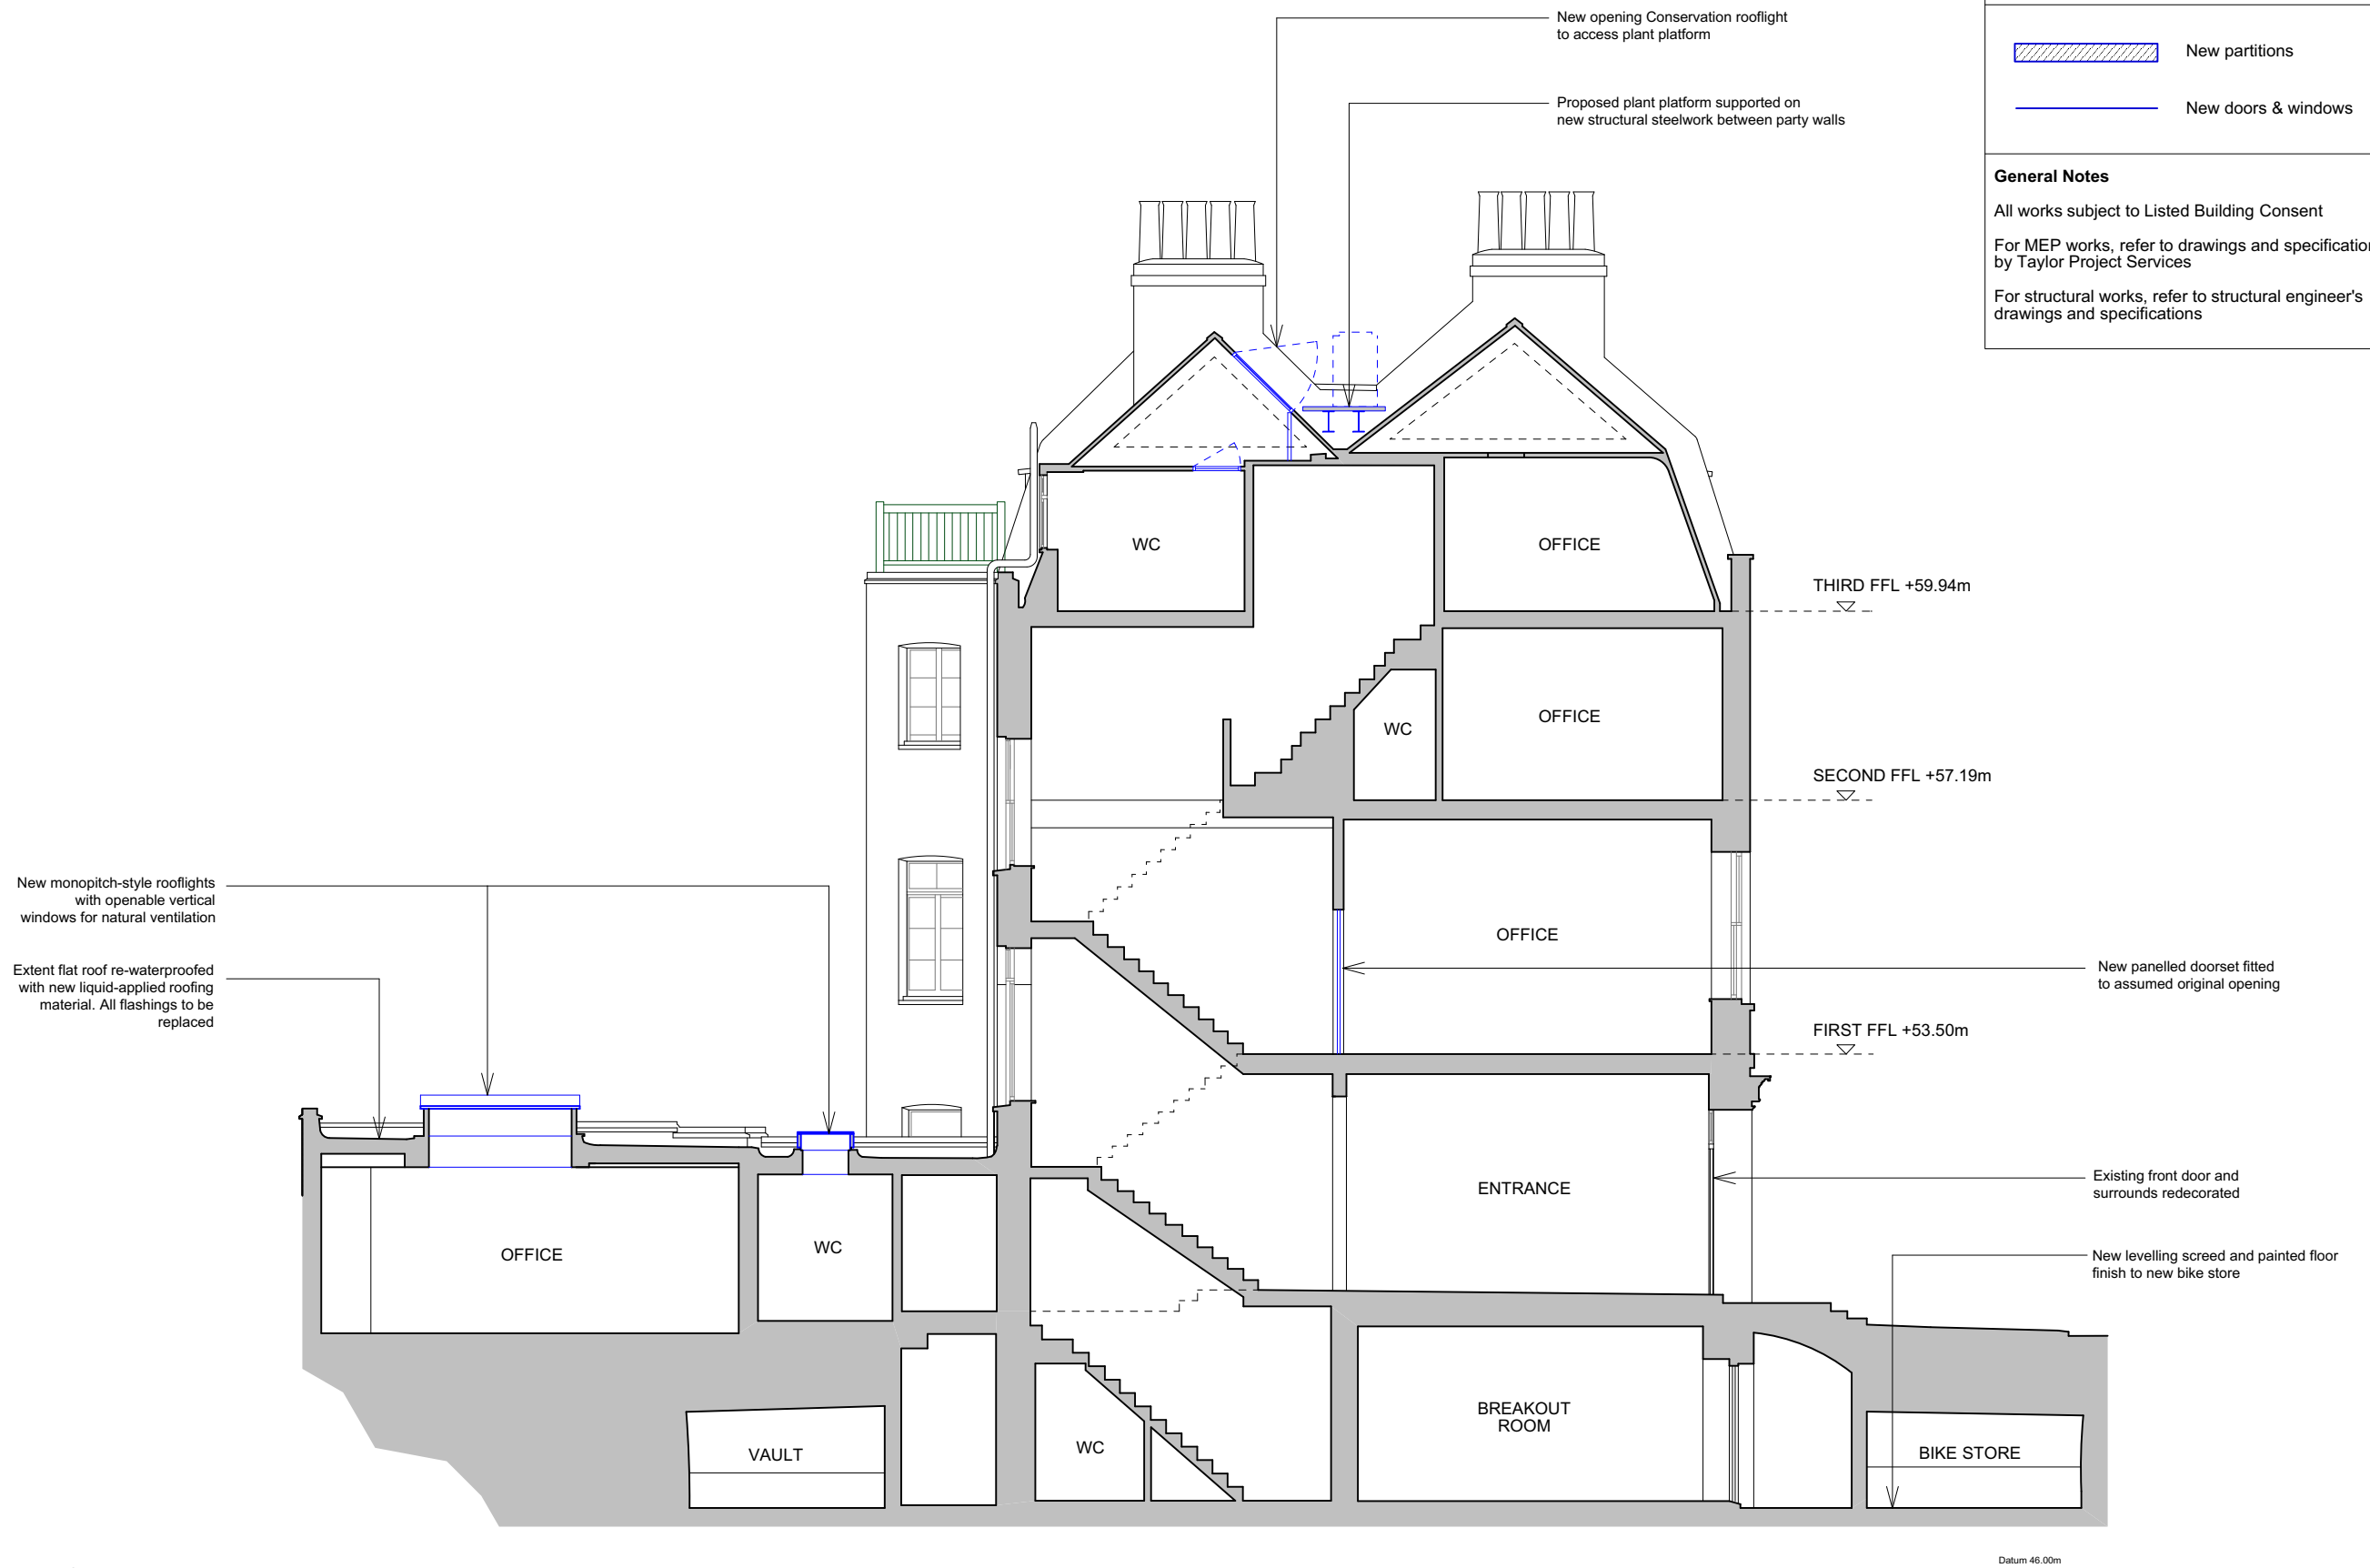 New opening Conservation rooflight
to access plant platform
New partitions
Proposed plant platform supported on
new structural steelwork between party walls
New doors & windows
General Notes
All works subject to Listed Building Consent
For MEP works, refer to drawings and specification
by Taylor Project Services
For structural works, refer to structural engineer's
drawings and specifications
WC
OFFICE
THIRD FFL +59.94m
WC
OFFICE
SECOND FFL +57.19m
New monopitch-style rooflights
with openable vertical
windows for natural ventilation
Extent flat roof re-waterproofed
with new liquid-applied roofing
material. All flashings to be
replaced
OFFICE
New panelled doorset fitted
to assumed original opening
FIRST FFL +53.50m
ENTRANCE
Existing front door and
surrounds redecorated
OFFICE
WC
New levelling screed and painted floor
finish to new bike store
BREAKOUT
ROOM
VAULT
WC
BIKE STORE
Datum 46.00m